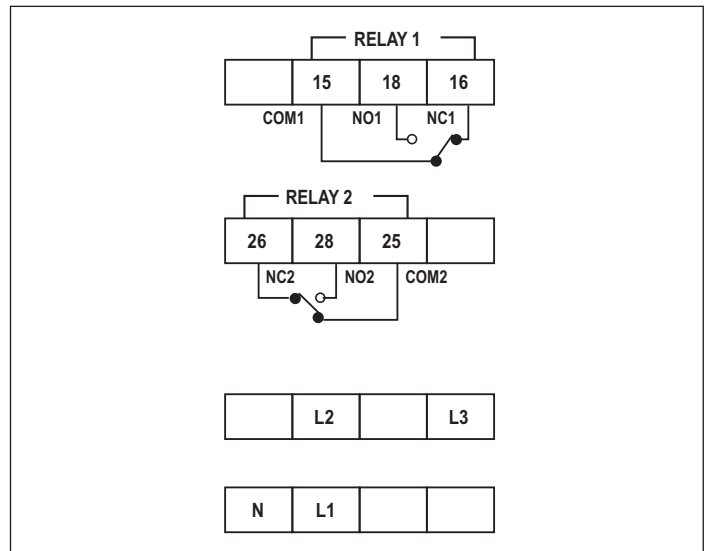 RELAY 1
15 18 16
COM1 NO1 NC1
RELAY 2
26 28 25
NC2 NO2 COM2
L2 L3
N L1